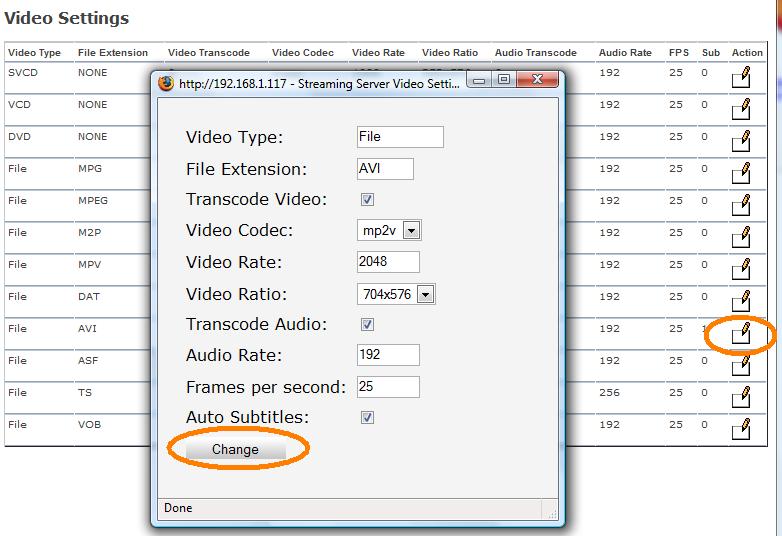 Video Settings
Video Type File Extension Video Transcode Video Codec Video Rate Video Ratio Audio Transcode Audio Rate FPS Sub Action
SVCD NONE 192 25 0
http://192.168.1.117 - Streaming Server Video Setti...
VCD NONE 192 25 0
DVD NONE 192 25 0
File MPG 192 25 0
File MPEG 192 25 0
File M2P 192 25 0
File MPV 192 25 0
File DAT 192 25 0
File AVI 192 25
File ASF 192 25 0
File TS 256 25 0
File VOB 192 25 0
Video Type: File
File Extension: AVI
Transcode Video:
Video Codec: mp2v
Video Rate: 2048
Video Ratio: 704x576
Transcode Audio:
Audio Rate: 192
Frames per second: 25
Auto Subtitles:
Change
Done